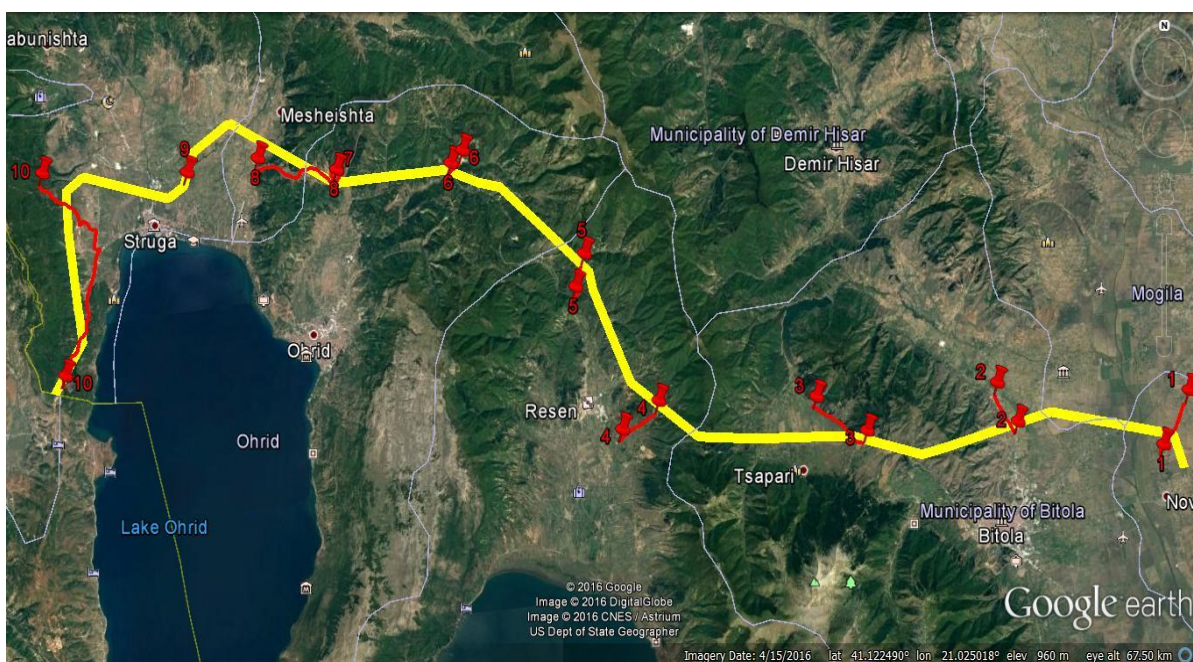 abunishta
N
Mesheishta
Municipality of Demir Hisar
Demir Hisar
9
7
6
10
8
8
6
Struga
5
Mogila
5
Ohrid
3
2
1
10
Resen
4
4
3
2
1
Ohrid
Tsapari
Nov
Municipality of Bitola
Bitola
Lake Ohrid
© 2016 Google
Image © 2016 DigitalGlobe
Image © 2016 CNES / Astrium
US Dept of State Geographer
Google earth
Imagery Date: 4/15/2016 lat 41.122490° lon 21.025018° elev 960 m eye alt 67.50 km